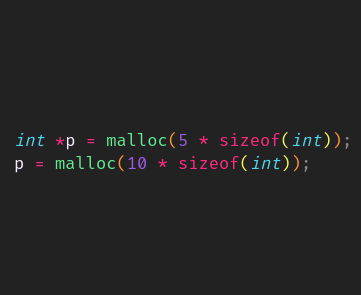 int *p = malloc(5 * sizeof(int));
p = malloc(10 * sizeof(int));